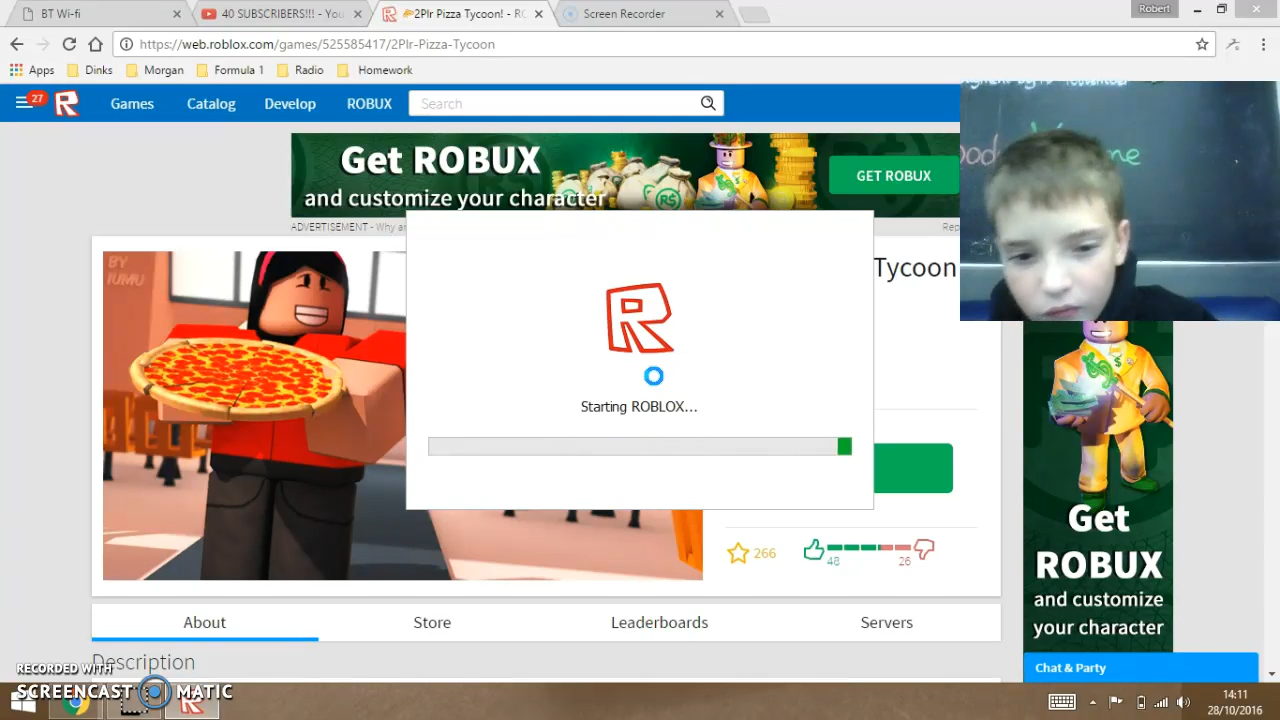 BT Wi-fi
40 SUBSCRIBERS!!! - You
2Plr Pizza Tycoon! - RO
Screen Recorder
Robert
https://web.roblox.com/games/525585417/2Plr-Pizza-Tycoon
Apps
Dinks
Morgan
Formula 1
Radio
Homework
27
Games
Catalog
Develop
ROBUX
Search
Get ROBUX
and customize your character
R$
GET ROBUX
ADVERTISEMENT - Why a
Rep
BY
Tycoon
Starting ROBLOX...
266
48
26
Get
ROBUX
and customize
your character
About
Store
Leaderboards
Servers
Description
Chat & Party
RECORDED WITH
SCREENCAST MATIC
14:11
28/10/2016